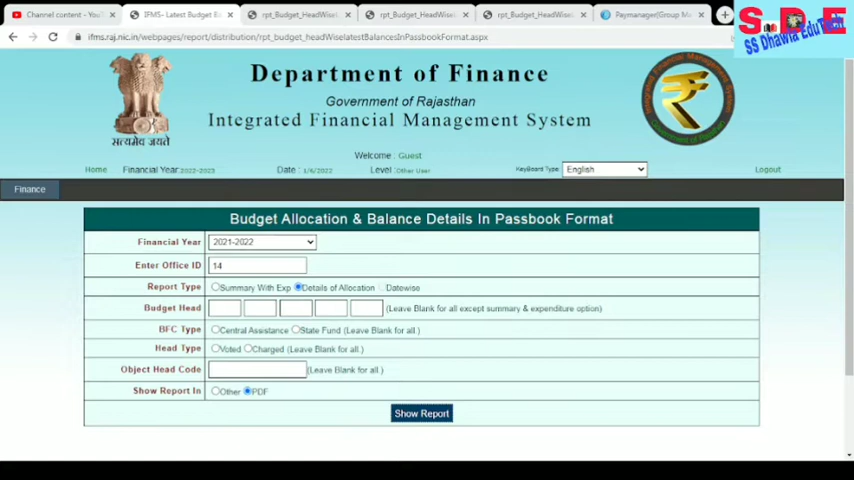 Channel content - YouT
IFMS- Latest Budget E
rpt_Budget_HeadWise
rpt_Budget_HeadWisel
rpt_Budget_HeadWisel
Paymanager(Group M
SDE
SS Dhawla EduTech
ifms.raj.nic.in/webpages/report/distribution/rpt_budget_headWiselatestBalancesInPassbookFormat.aspx
Department of Finance
Government of Rajasthan
Integrated Financial Management System
सत्यमेव जयते
Welcome : Guest
Home Financial Year:2022-2023 Date : 1/6/2022 Level :Other User KeyBoard Type: English Logout
Finance
Budget Allocation & Balance Details In Passbook Format
Financial Year 2021-2022
Enter Office ID 14
Report Type Summary With Exp Details of Allocation Datewise
Budget Head (Leave Blank for all except summary & expenditure option)
BFC Type Central Assistance State Fund (Leave Blank for all.)
Head Type Voted Charged (Leave Blank for all.)
Object Head Code (Leave Blank for all.)
Show Report In Other PDF
Show Report